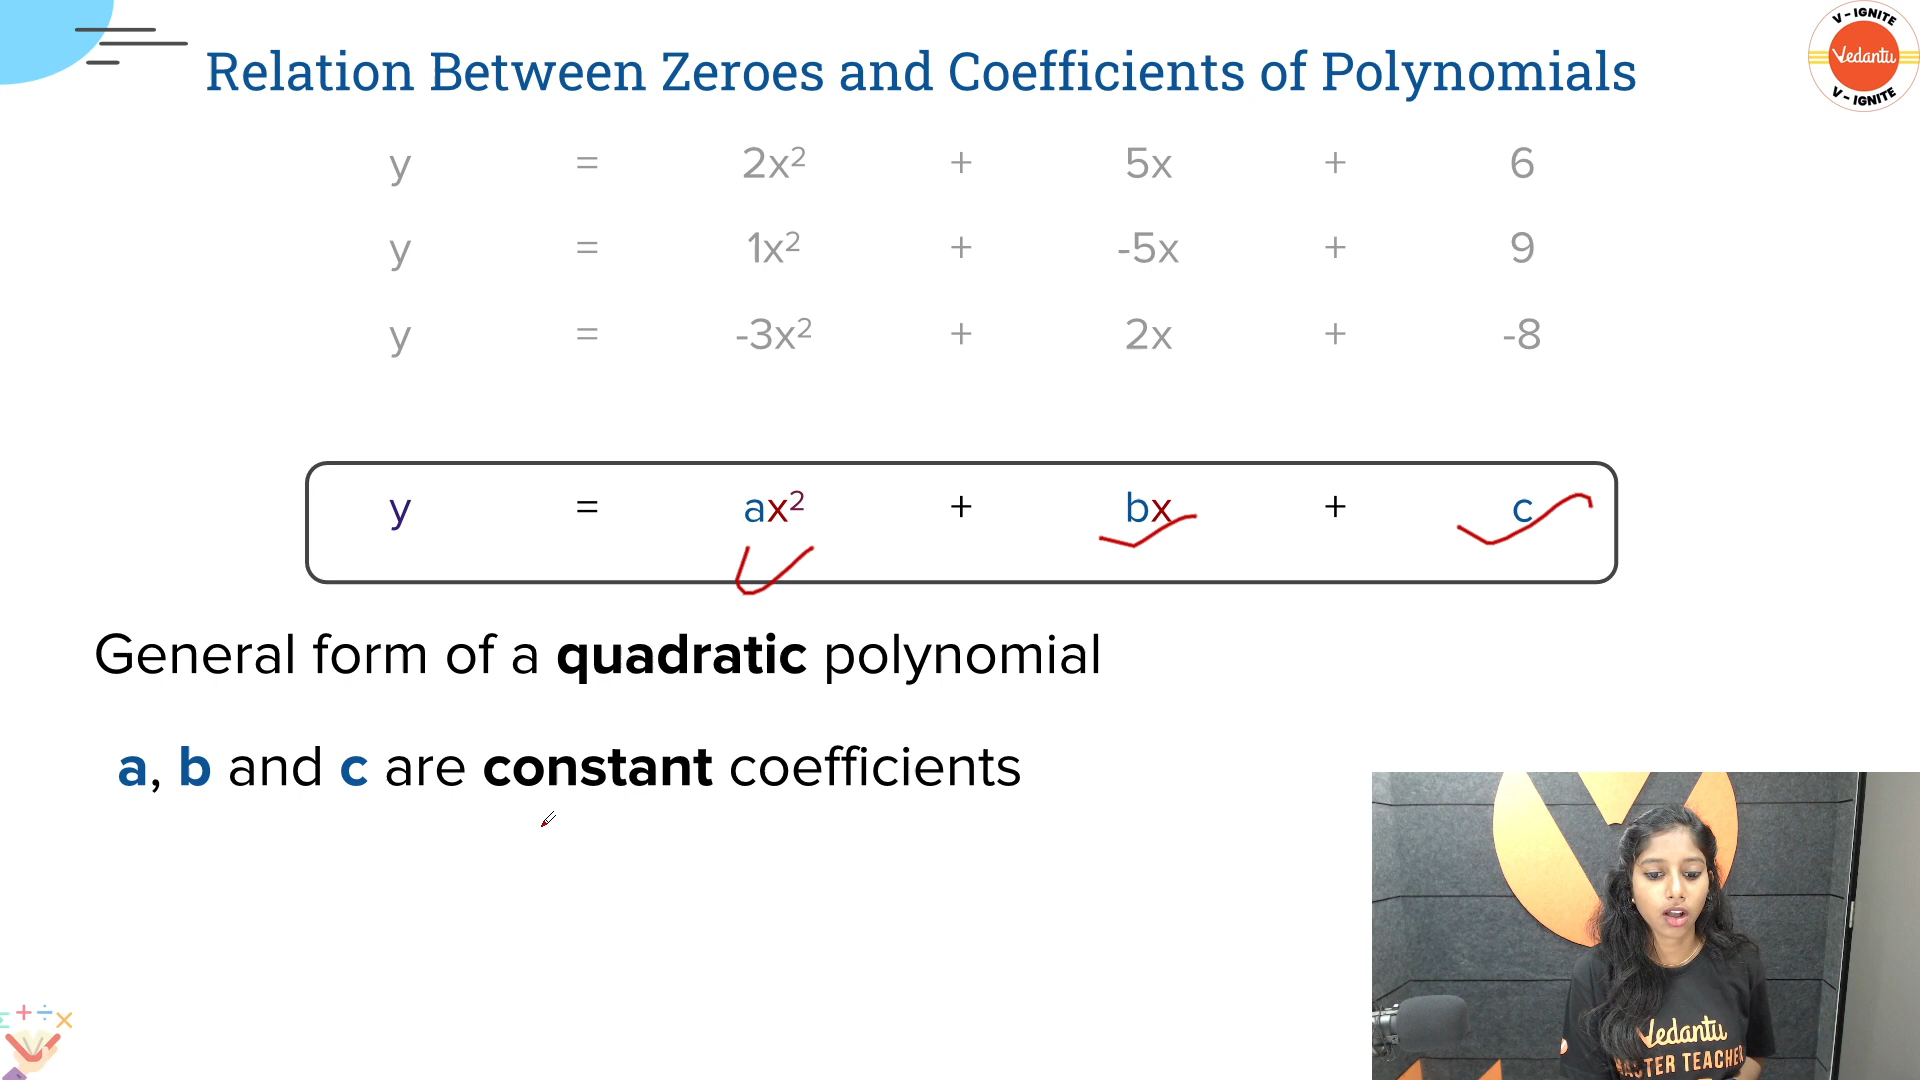 V - IGNITE
Vedantu
V - IGNITE
Relation Between Zeroes and Coefficients of Polynomials
y = 2x² + 5x + 6
y = 1x² + -5x + 9
y = -3x² + 2x + -8
y = ax² + bx + c
General form of a quadratic polynomial
a, b and c are constant coefficients
Vedantu
MASTER TEACHER